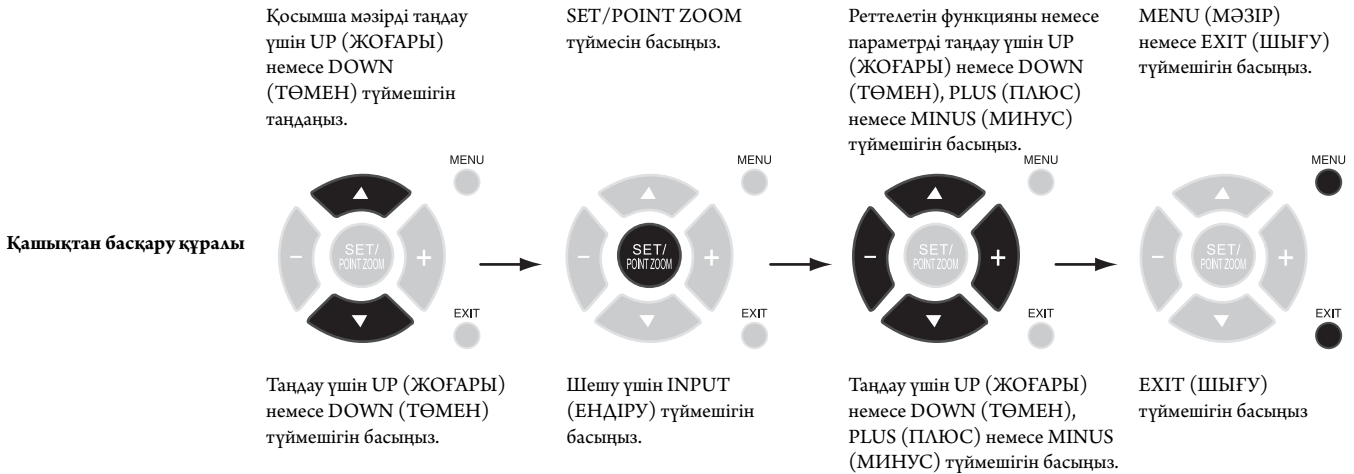 Қосымша мәзірді таңдау
үшін UP (ЖОҒАРЫ)
немесе DOWN
(ТӨМЕН) түймешігін
таңдаңыз.
SET/POINT ZOOM
түймесін басыңыз.
Реттелетін функцияны немесе
параметрді таңдау үшін UP
(ЖОҒАРЫ) немесе DOWN
(ТӨМЕН), PLUS (ПЛЮС)
немесе MINUS (МИНУС)
түймешігін басыңыз.
MENU (МӘЗІР)
немесе EXIT (ШЫҒУ)
түймешігін басыңыз.
Қашықтан басқару құралы
MENU
−
SET/
POINT ZOOM
+
EXIT
MENU
−
SET/
POINT ZOOM
+
EXIT
MENU
−
SET/
POINT ZOOM
+
EXIT
MENU
−
SET/
POINT ZOOM
+
EXIT
Таңдау үшін UP (ЖОҒАРЫ)
немесе DOWN (ТӨМЕН)
түймешігін басыңыз.
Шешу үшін INPUT
(ЕНДІРУ) түймешігін
басыңыз.
Таңдау үшін UP (ЖОҒАРЫ)
немесе DOWN (ТӨМЕН),
PLUS (ПЛЮС) немесе MINUS
(МИНУС) түймешігін басыңыз.
EXIT (ШЫҒУ)
түймешігін басыңыз